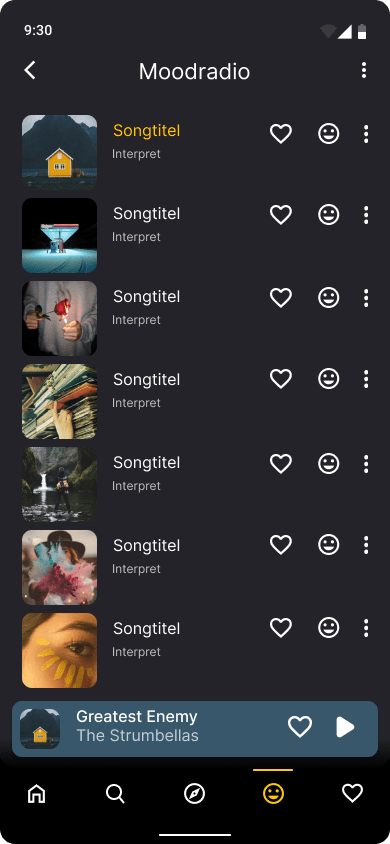 9:30
Moodradio
Songtitel
Interpret
Songtitel
Interpret
Songtitel
Interpret
Songtitel
Interpret
Songtitel
Interpret
Songtitel
Interpret
Songtitel
Interpret
Greatest Enemy
The Strumbellas